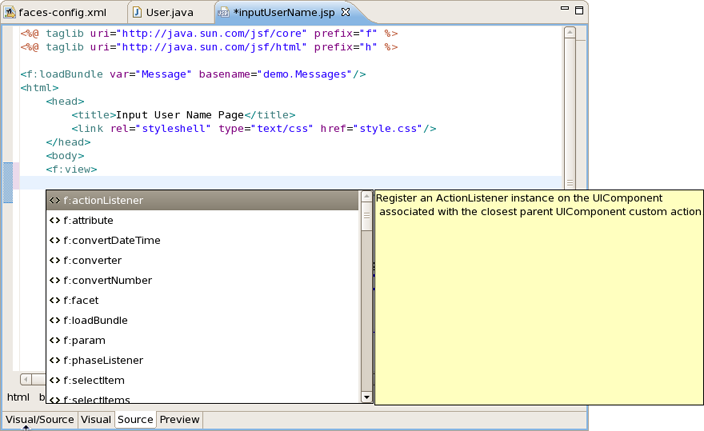 faces-config.xml
User.java
*inputUserName.jsp
<%@ taglib uri="http://java.sun.com/jsf/core" prefix="f" %>
<%@ taglib uri="http://java.sun.com/jsf/html" prefix="h" %>
<f:loadBundle var="Message" basename="demo.Messages"/>
<html>
<head>
<title>Input User Name Page</title>
<link rel="styleshell" type="text/css" href="style.css"/>
</head>
<body>
<f:view>
f:actionListener
f:attribute
f:convertDateTime
f:converter
f:convertNumber
f:facet
f:loadBundle
f:param
f:phaseListener
f:selectItem
f:selectItems
Register an ActionListener instance on the UIComponent
associated with the closest parent UIComponent custom action
html b
Visual/Source Visual Source Preview